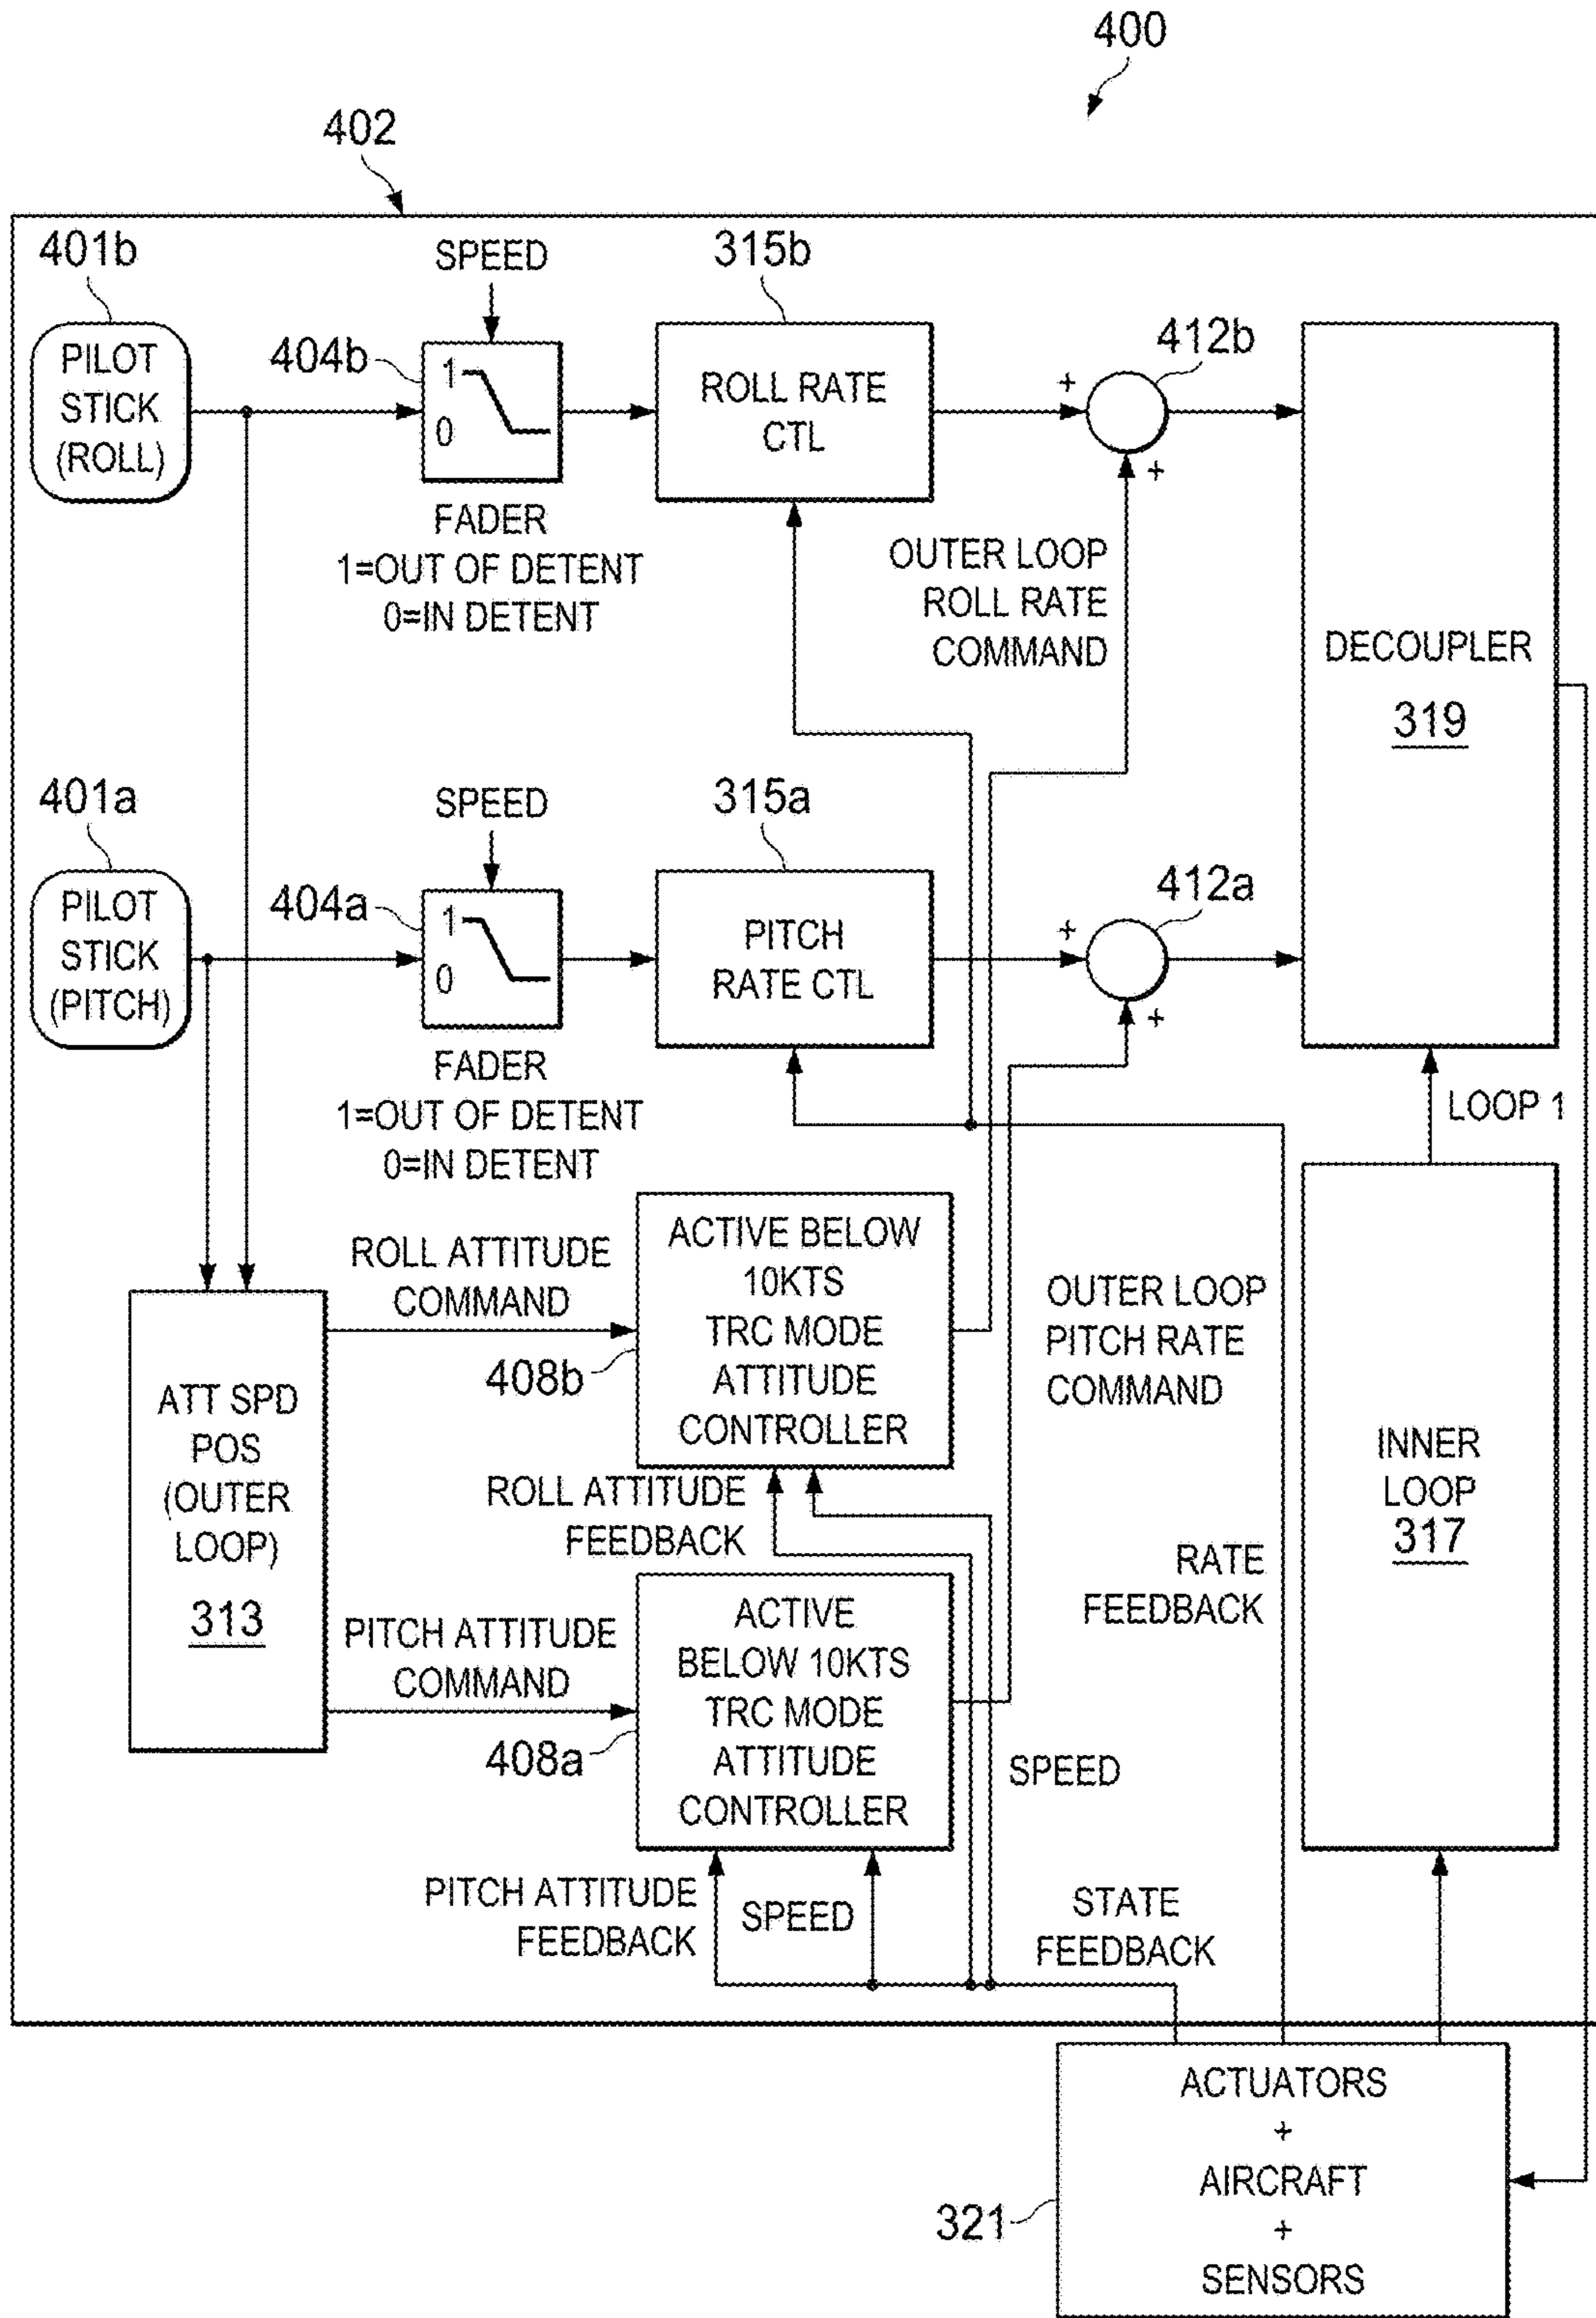 400
402
401b
SPEED
315b
PILOT
STICK
(ROLL)
404b
1
0
ROLL RATE
CTL
+
412b
+
FADER
1=OUT OF DETENT
0=IN DETENT
OUTER LOOP
ROLL RATE
COMMAND
DECOUPLER
319
401a
SPEED
315a
PILOT
STICK
(PITCH)
404a
1
0
PITCH
RATE CTL
+
412a
+
FADER
1=OUT OF DETENT
0=IN DETENT
LOOP 1
ROLL ATTITUDE
COMMAND
ACTIVE BELOW
10KTS
TRC MODE
ATTITUDE
CONTROLLER
408b
OUTER LOOP
PITCH RATE
COMMAND
ATT SPD
POS
(OUTER
LOOP)
313
INNER
LOOP
317
ROLL ATTITUDE
FEEDBACK
RATE
FEEDBACK
PITCH ATTITUDE
COMMAND
ACTIVE
BELOW 10KTS
TRC MODE
ATTITUDE
CONTROLLER
408a
SPEED
PITCH ATTITUDE
FEEDBACK
SPEED
STATE
FEEDBACK
ACTUATORS
+
AIRCRAFT
+
SENSORS
321